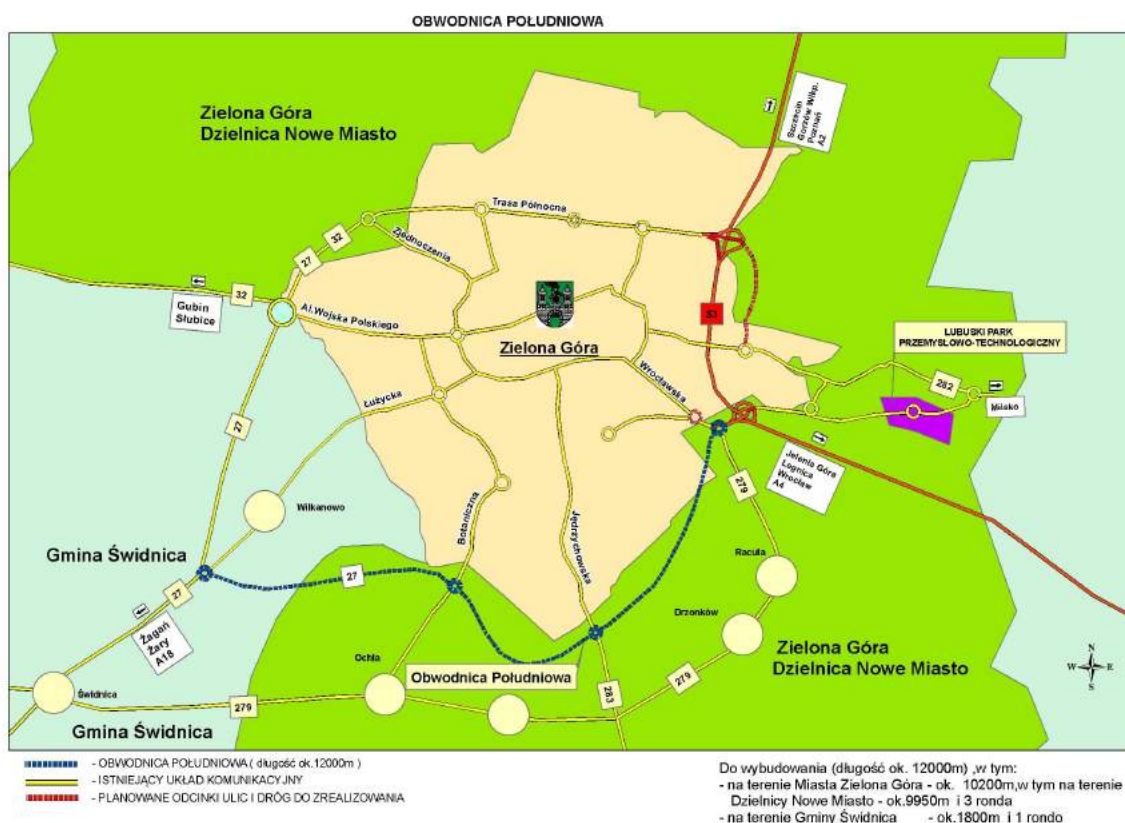 OBWODNICA POŁUDNIOWA
Zielona Góra
Dzielnica Nowe Miasto
Szczecin
Gorzów Wlkp.
Poznań
A2
Trasa Północna
Zjednoczenia
32
27
32
Gubin
Słubice
Al.Wojska Polskiego
Zielona Góra
S3
LUBUSKI PARK
PRZEMYSŁOWO-TECHNOLOGICZNY
282
Nilsko
Wrocławska
Łużycka
27
Jelenia Góra
Legnica
Wrocław
A4
279
Botaniczna
Wilkanowo
Jędrzychowska
Gmina Świdnica
27
27
Racula
Żagań
Żary
A18
Drzonków
Ochla
Zielona Góra
Dzielnica Nowe Miasto
N
W
E
S
Obwodnica Południowa
Świdnica
279
283
279
Gmina Świdnica
- OBWODNICA POŁUDNIOWA ( długość ok.12000m )
- ISTNIEJĄCY UKŁAD KOMUNIKACYJNY
- PLANOWANE ODCINKI ULIC I DRÓG DO ZREALIZOWANIA
Do wybudowania (długość ok. 12000m) ,w tym:
- na terenie Miasta Zielona Góra - ok. 10200m,w tym na terenie
Dzielnicy Nowe Miasto - ok.9950m i 3 ronda
- na terenie Gminy Świdnica - ok.1800m i 1 rondo